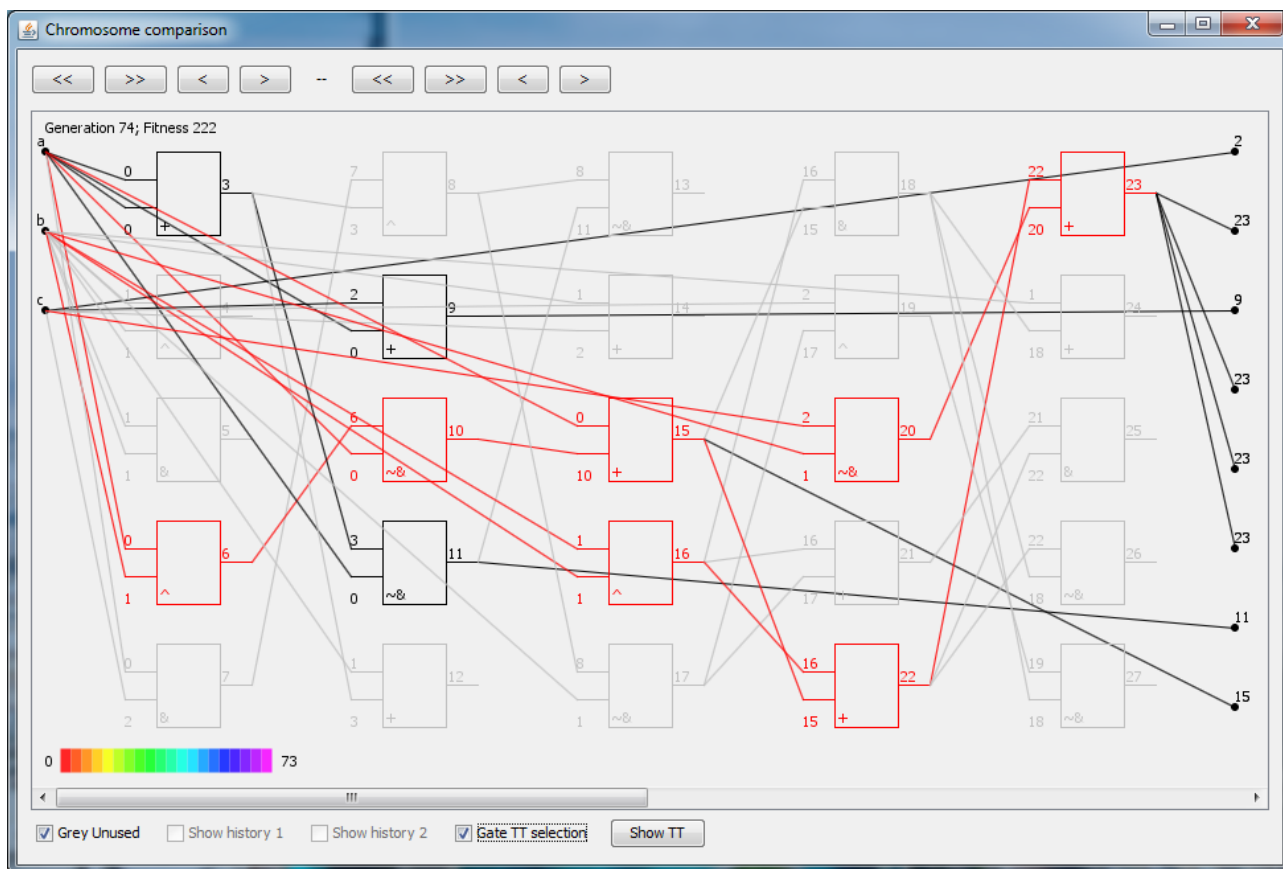 Chromosome comparison
<< >> < > -- << >> < >
Generation 74; Fitness 222
a 2
0 3 7 8 8 13 16 18 22 23
0 + 3 ^ 11 ~& 15 & 20 +
b 23
c 9
1 4 2 9 1 14 2 19 1 24
1 ^ 0 + 2 + 17 ^ 18 +
23
1 5 6 10 0 15 2 20 21 25
1 & 0 ~& 10 + 1 ~& 22 &
23
23
0 6 3 11 1 16 16 21 22 26
1 ^ 0 ~& 1 ^ 17 + 18 ~&
11
0 7 1 12 8 17 16 22 19 27
2 & 3 + 1 ~& 15 + 18 ~&
15
0 73
Grey Unused Show history 1 Show history 2 Gate TT selection Show TT